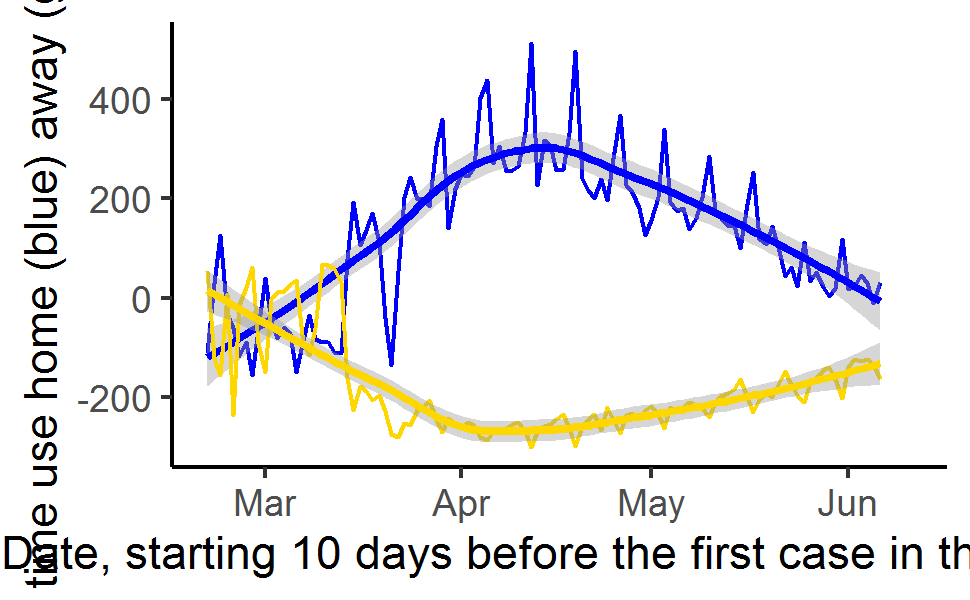 time use home (blue) away (g
400
200
0
-200
Mar Apr May Jun
Date, starting 10 days before the first case in th